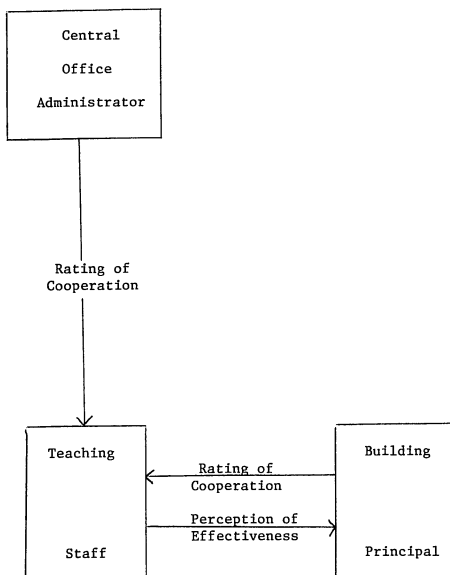 Central
Office
Administrator
Rating of
Cooperation
Teaching
Staff
Rating of
Cooperation
Perception of
Effectiveness
Building
Principal